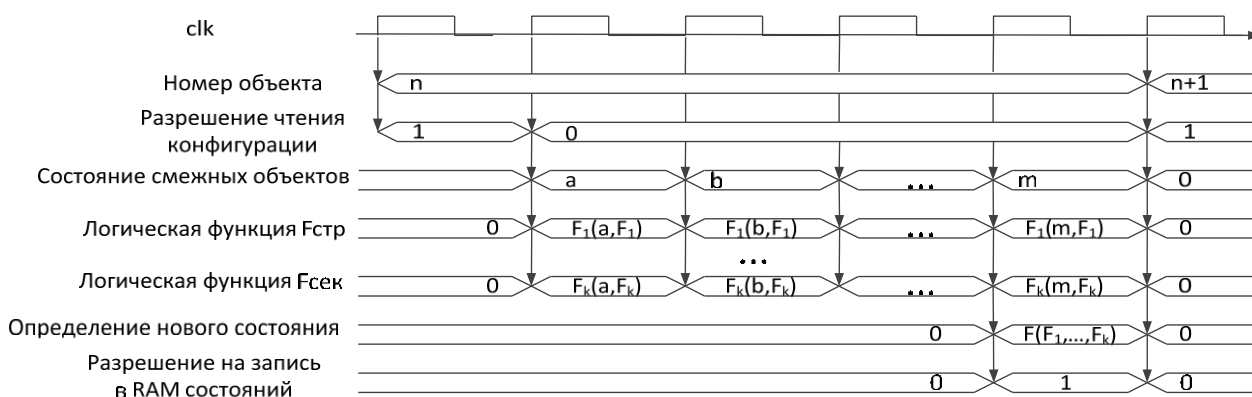 clk
Номер объекта n n+1
Разрешение чтения
конфигурации 1 0 1
Состояние смежных объектов a b ... m 0
Логическая функция Fстр 0 F₁(a,F₁) F₁(b,F₁) ... F₁(m,F₁) 0
...
Логическая функция Fсек 0 Fₖ(a,Fₖ) Fₖ(b,Fₖ) ... Fₖ(m,Fₖ) 0
Определение нового состояния 0 F(F₁,...,Fₖ) 0
Разрешение на запись
в RAM состояний 0 1 0